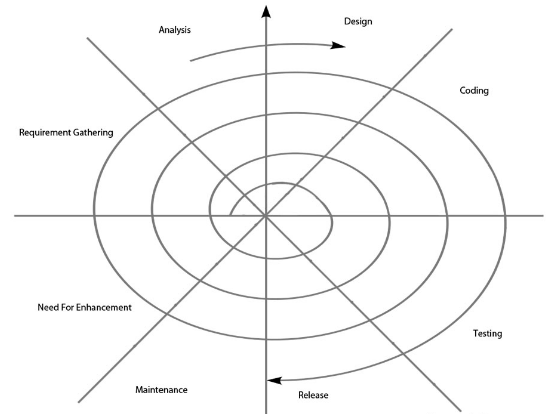 Design
Analysis
Coding
Requirement Gathering
Need For Enhancement
Testing
Maintenance
Release